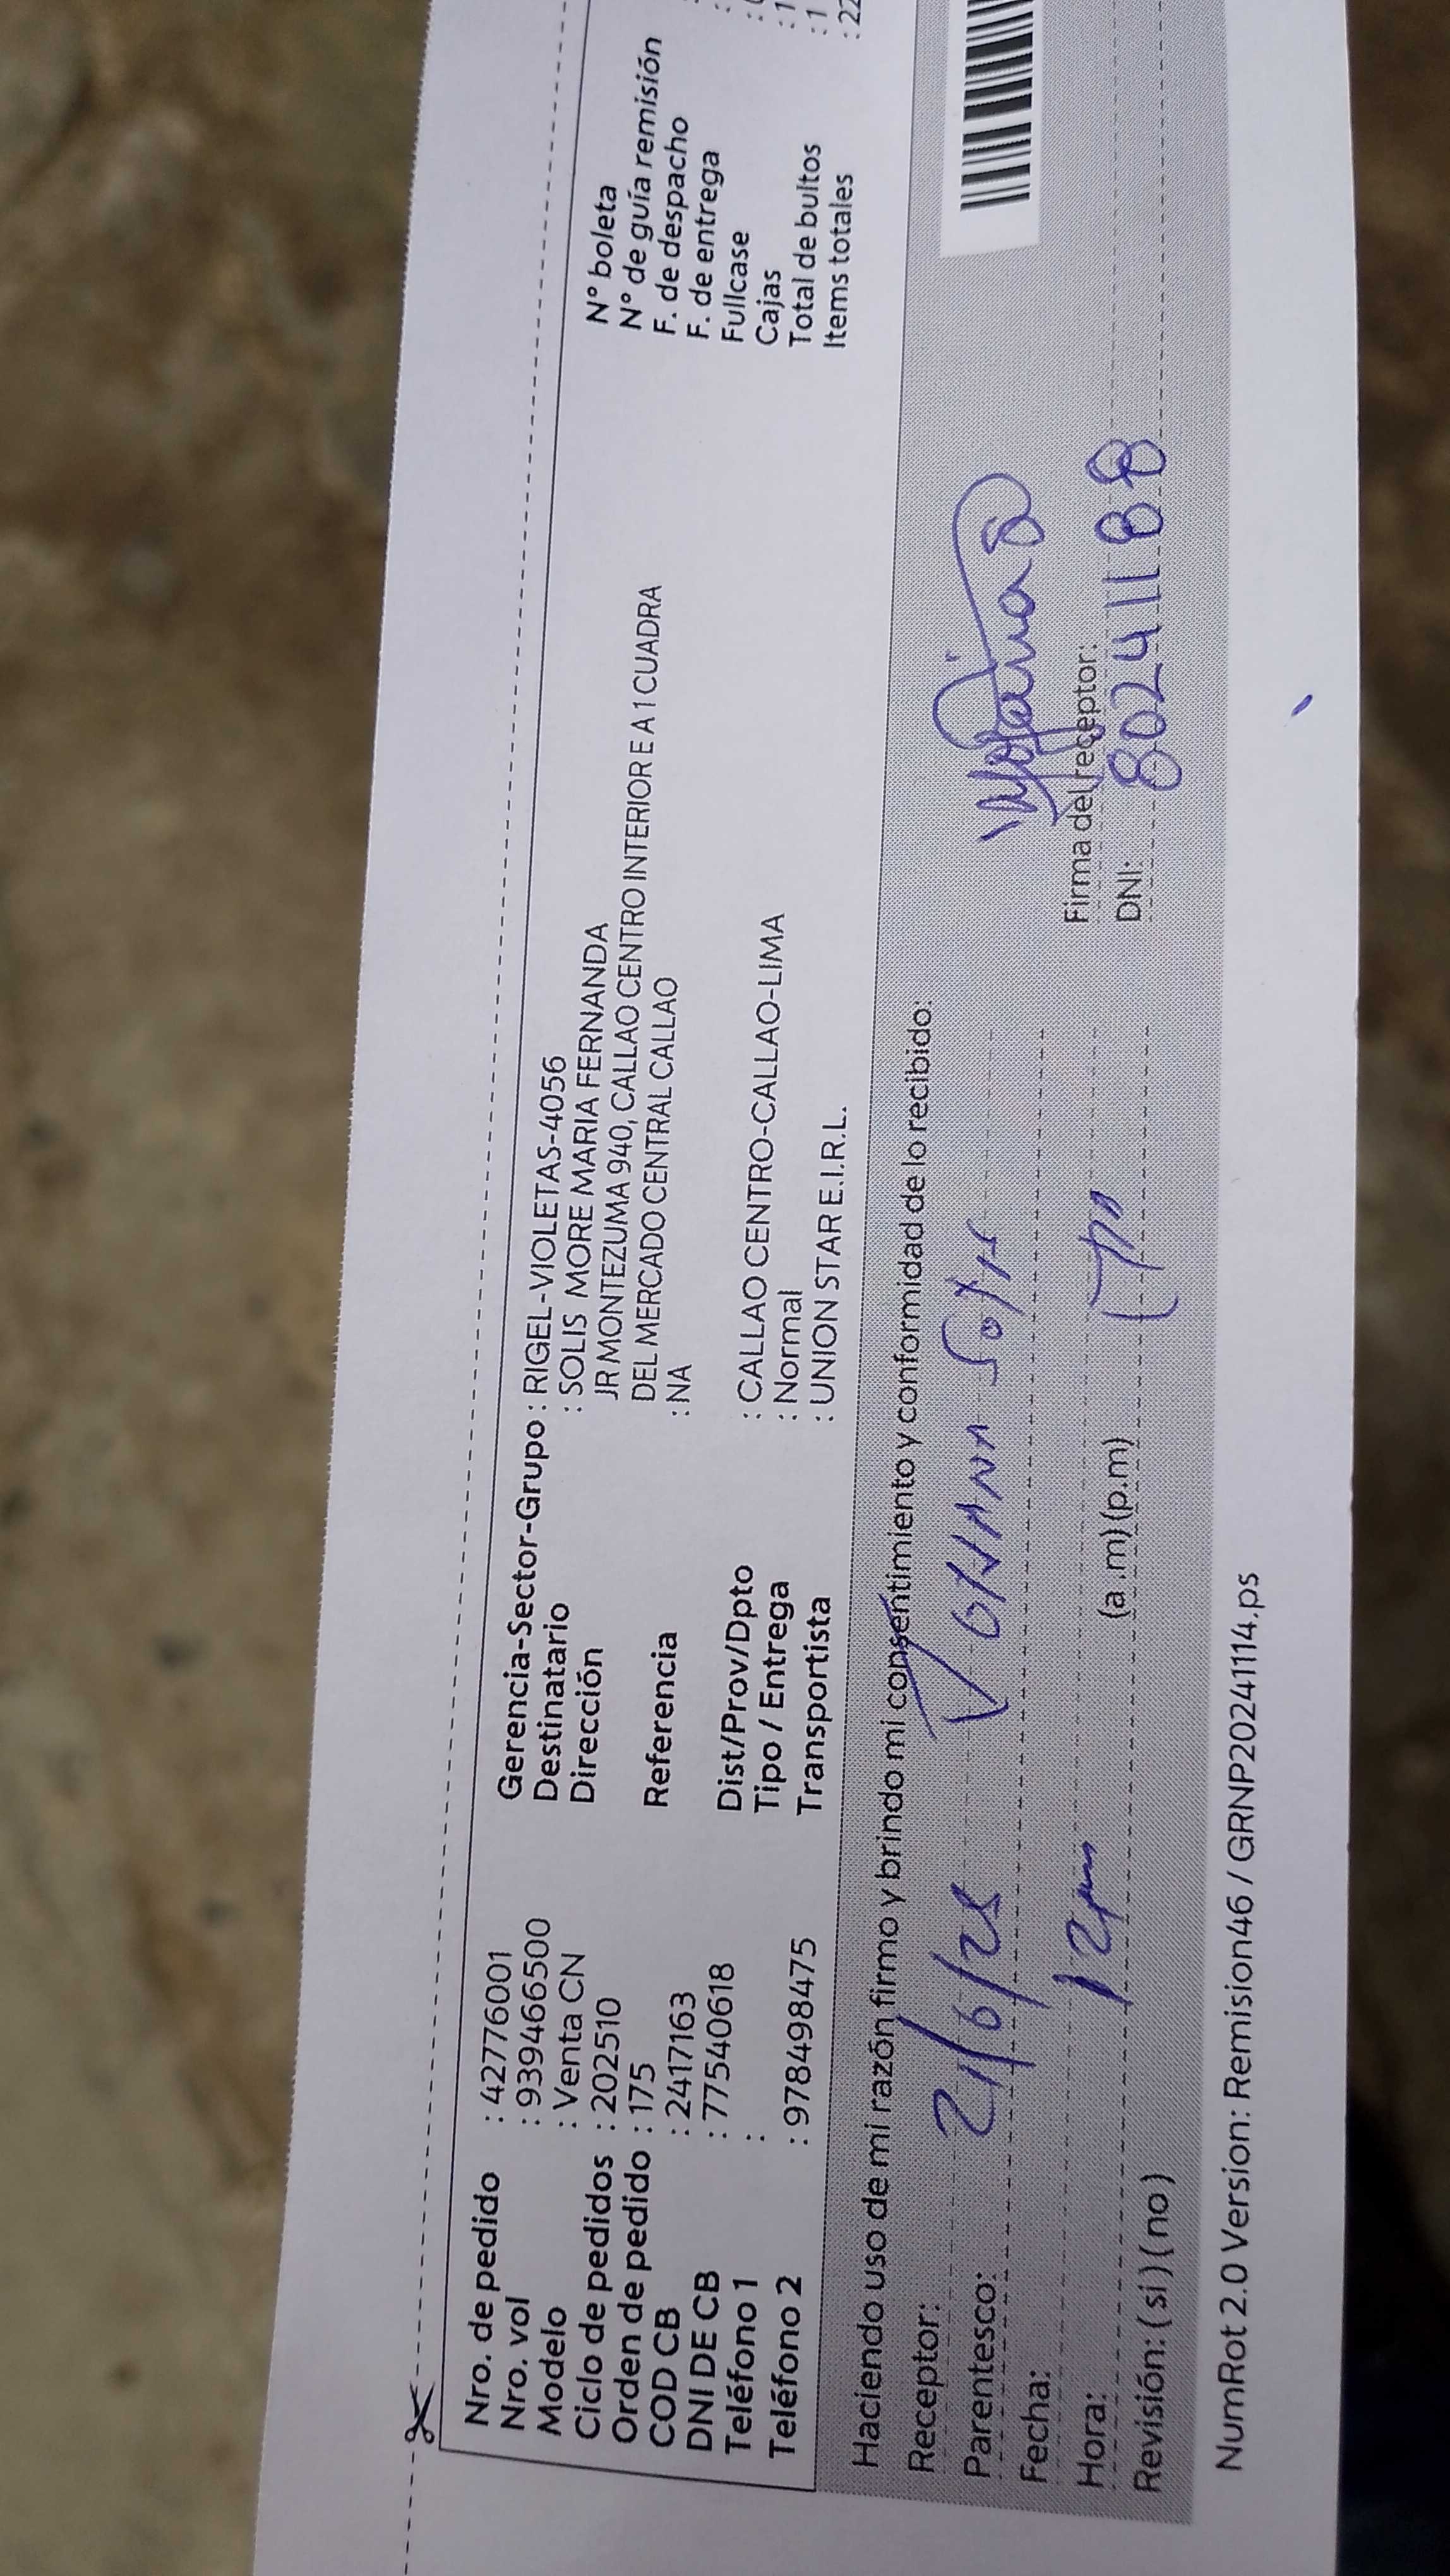 Nro. de pedido : 42776001
Nro. vol : 939466500
Modelo : Venta CN
Ciclo de pedidos : 202510
Orden de pedido : 175
COD CB : 2417163
DNI DE CB : 77540618
Teléfono 1 :
Teléfono 2 : 978498475
Gerencia-Sector-Grupo : RIGEL-VIOLETAS-4056
Destinatario : SOLIS MORE MARIA FERNANDA
Dirección JR MONTEZUMA 940, CALLAO CENTRO INTERIOR E A 1 CUADRA
DEL MERCADO CENTRAL CALLAO
Referencia : NA
Dist/Prov/Dpto : CALLAO CENTRO-CALLAO-LIMA
Tipo / Entrega : Normal
Transportista : UNION STAR E.I.R.L.
N° boleta
N° de guía remisión
F. de despacho
F. de entrega
Fullcase
Cajas
Total de bultos
Items totales
Haciendo uso de mi razón firmo y brindo mi consentimiento y conformidad de lo recibido:
Receptor:
Parentesco: 21/6/25
Fecha:
Hora: 12pm
Revisión: (si) (no) (a.m) (p.m)
Firma del receptor:
DNI: 80241188
NumRot 2.0 Version: Remision46 / GRNP20241114.ps